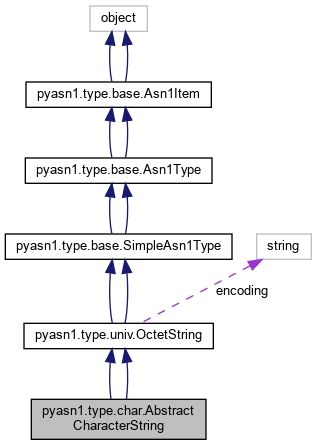 object
pyasn1.type.base.Asn1Item
pyasn1.type.base.Asn1Type
pyasn1.type.base.SimpleAsn1Type
string
encoding
pyasn1.type.univ.OctetString
pyasn1.type.char.Abstract
CharacterString